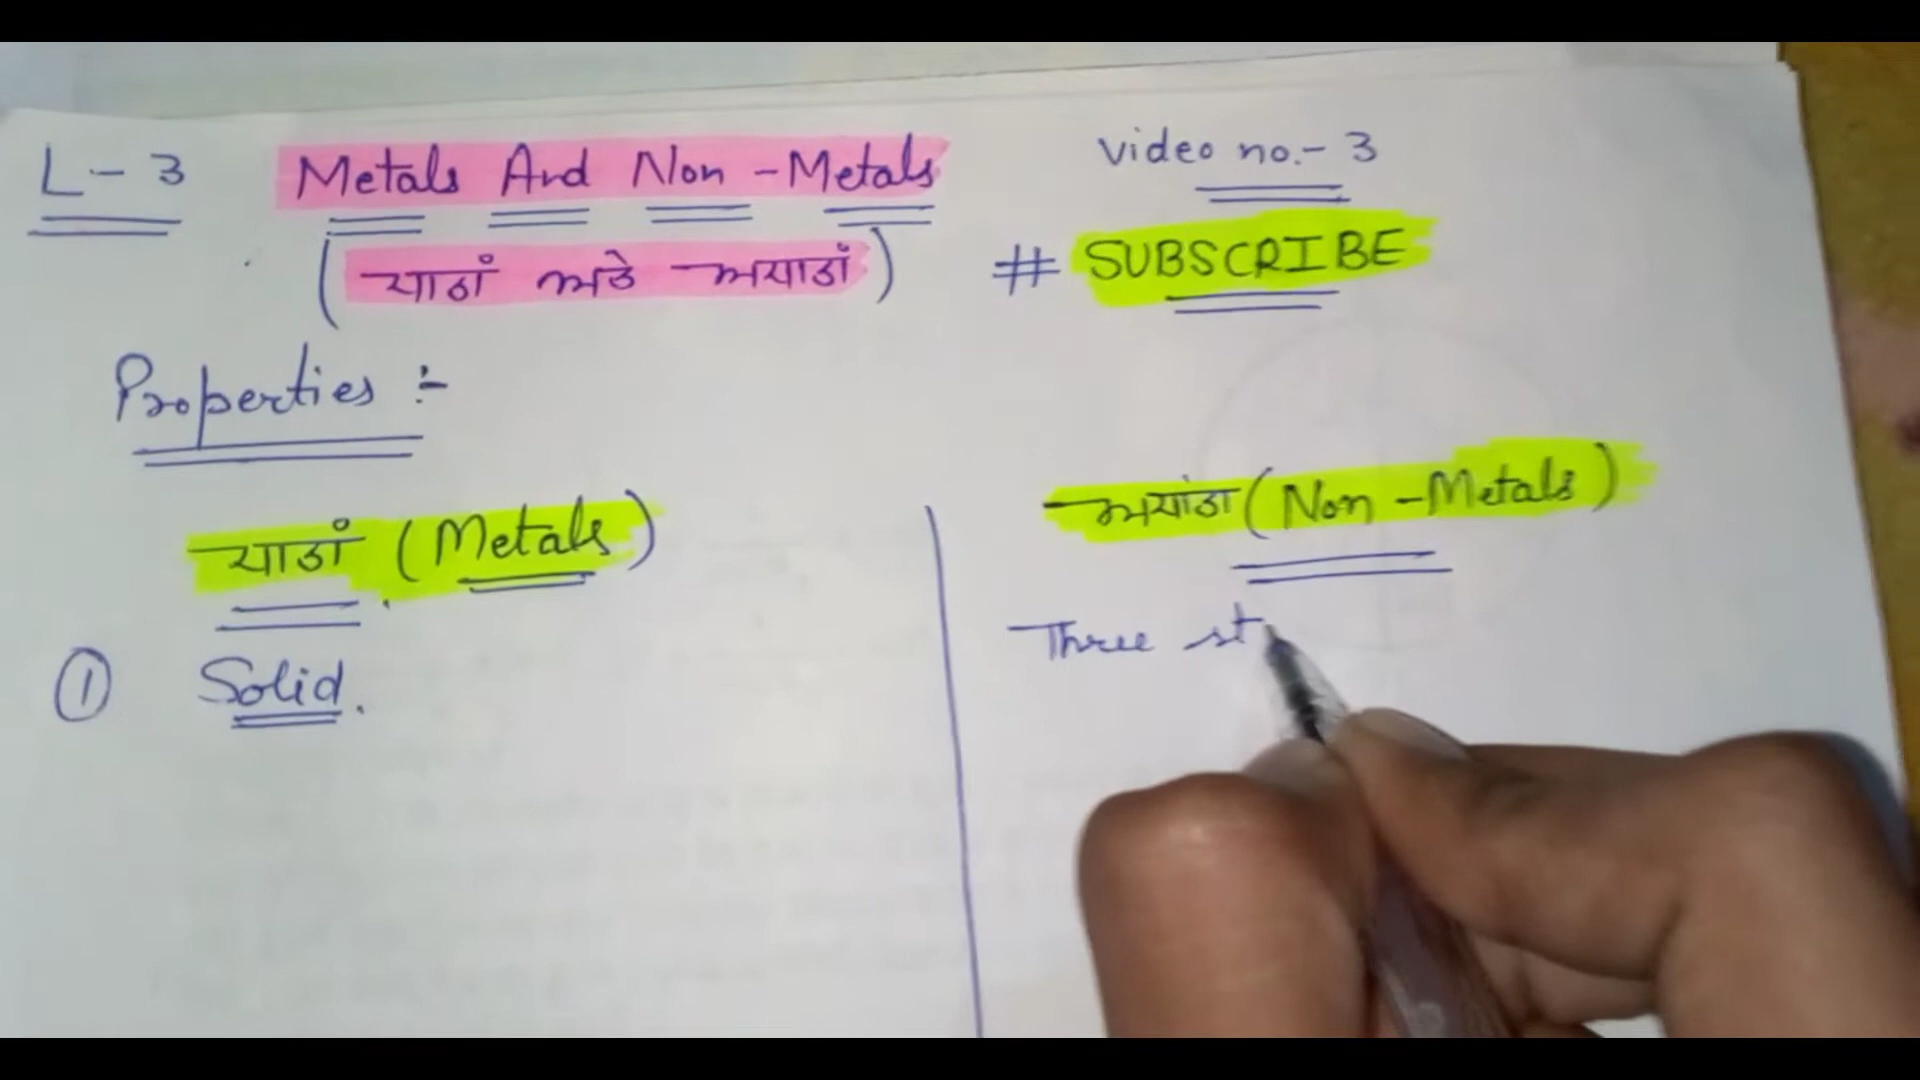 L-3 Metals And Non-Metals Video no.- 3
(ਧਾਤਾਂ ਅਤੇ ਅਧਾਤਾਂ) # SUBSCRIBE
Properties :-
ਧਾਤਾਂ (Metals) ਅਧਾਂਤਾ (Non-Metals)
① Solid. Three st